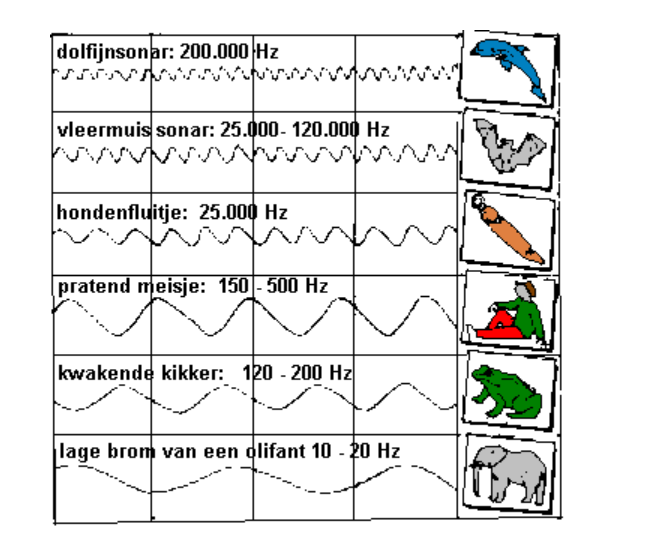 dolfijnsonar: 200.000 Hz
vleermuis sonar: 25.000- 120.000 Hz
hondenfluitje: 25.000 Hz
pratend meisje: 150 - 500 Hz
kwakende kikker: 120 - 200 Hz
lage brom van een olifant 10 - 20 Hz